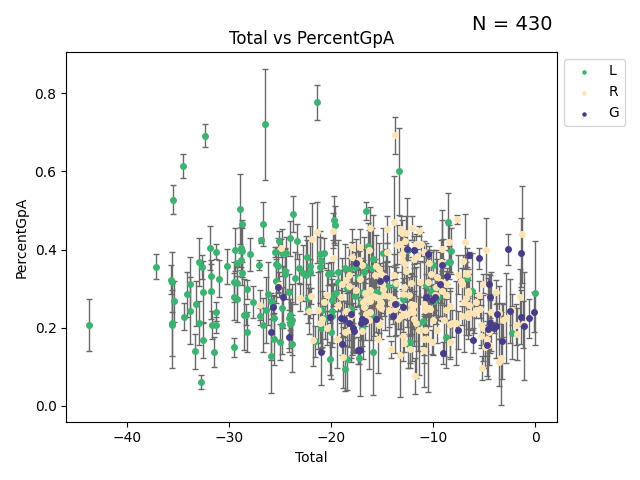 N = 430
Total vs PercentGpA
L
R
G
PercentGpA
0.8
0.6
0.4
0.2
0.0
−40
−30
−20
−10
0
Total